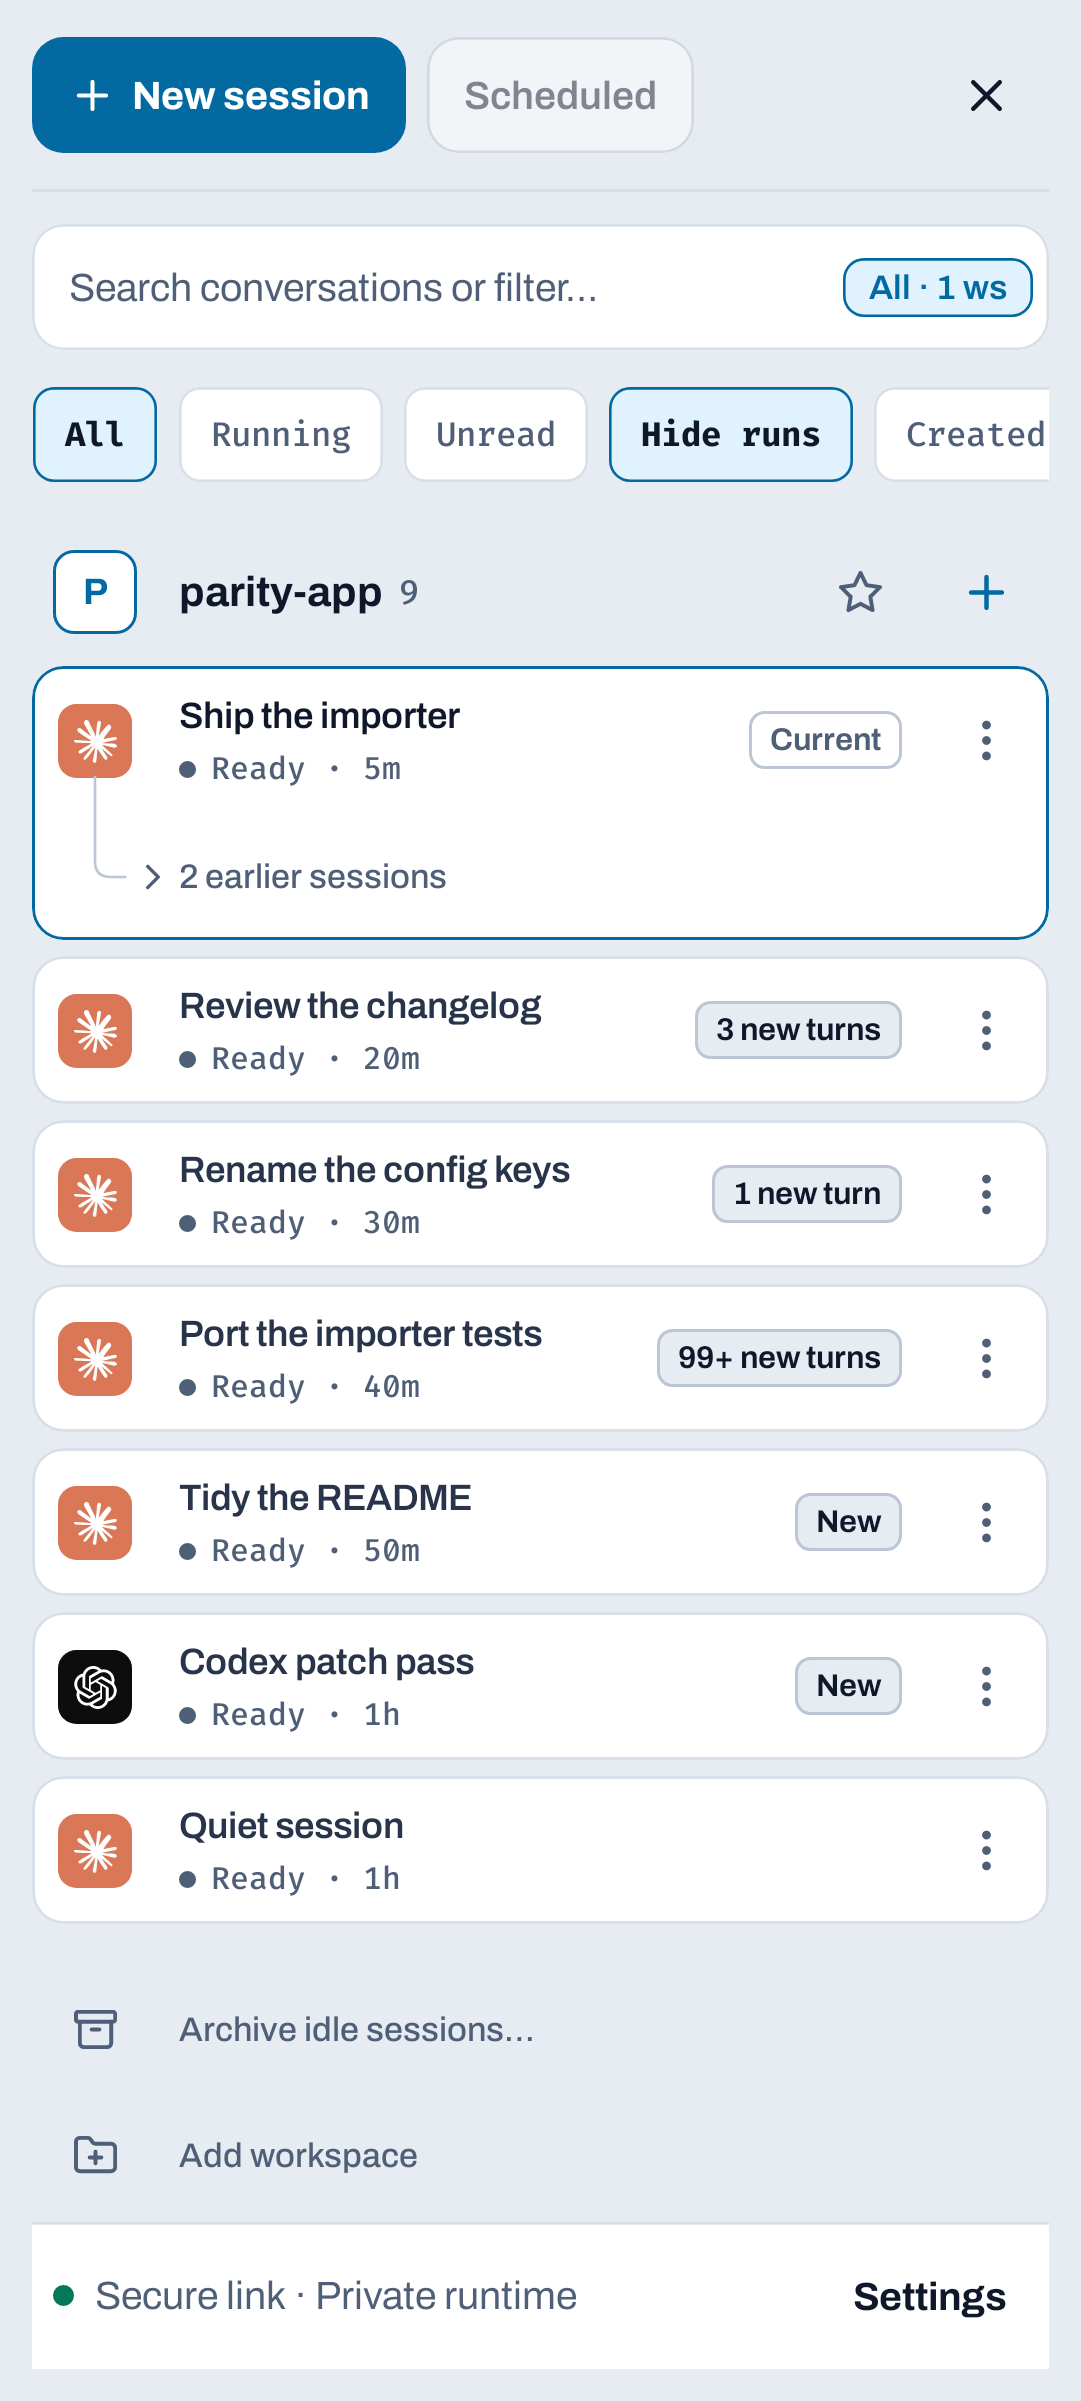 New session
Scheduled
Search conversations or filter...
All · 1 ws
All
Running
Unread
Hide runs
Created
P
parity-app 9
Ship the importer
Current
Ready · 5m
2 earlier sessions
Review the changelog
3 new turns
Ready · 20m
Rename the config keys
1 new turn
Ready · 30m
Port the importer tests
99+ new turns
Ready · 40m
Tidy the README
New
Ready · 50m
Codex patch pass
New
Ready · 1h
Quiet session
Ready · 1h
Archive idle sessions...
Add workspace
Secure link · Private runtime
Settings